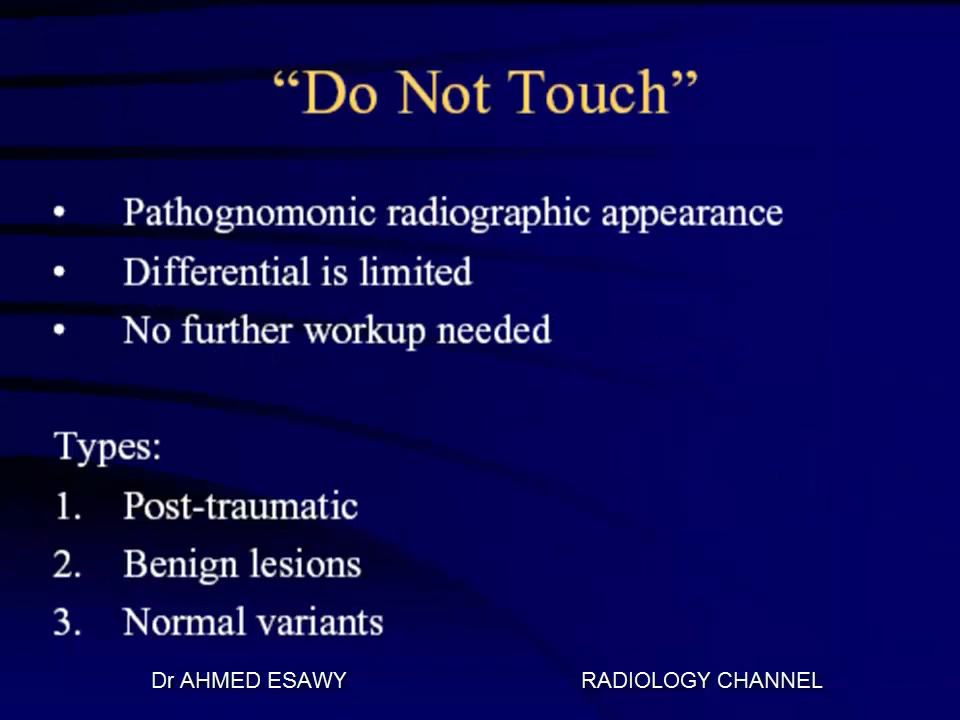 “Do Not Touch”
• Pathognomonic radiographic appearance
• Differential is limited
• No further workup needed
Types:
1. Post-traumatic
2. Benign lesions
3. Normal variants
Dr AHMED ESAWY RADIOLOGY CHANNEL